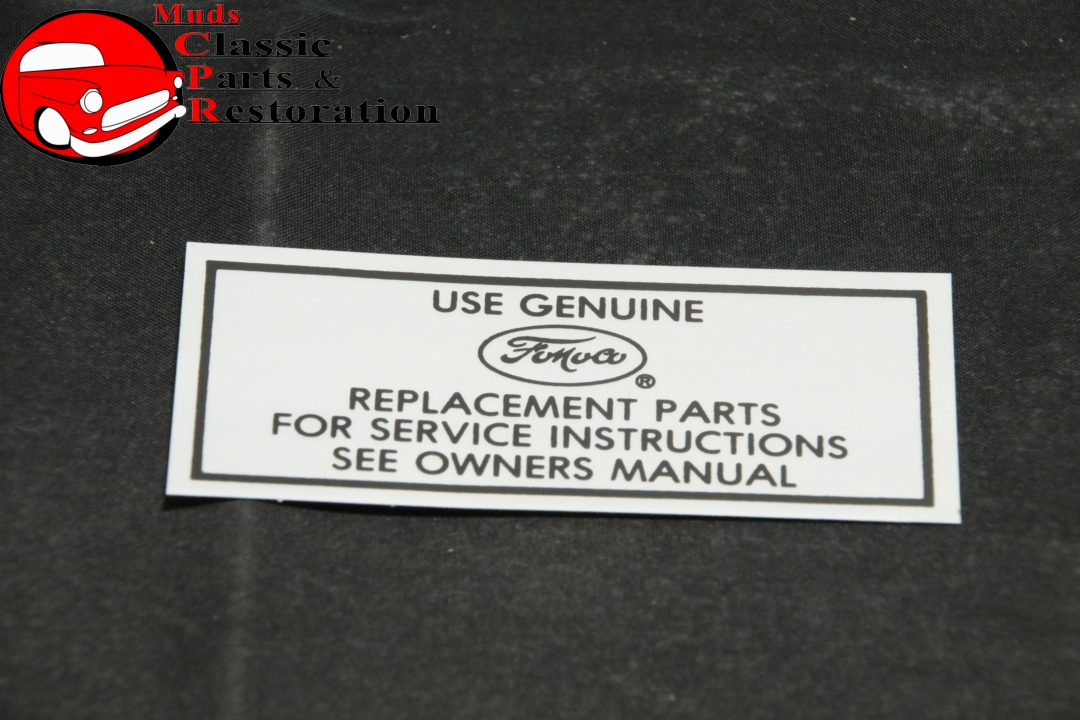 Muds
Classic
Parts &
Restoration
USE GENUINE
FoMoCo ®
REPLACEMENT PARTS
FOR SERVICE INSTRUCTIONS
SEE OWNERS MANUAL